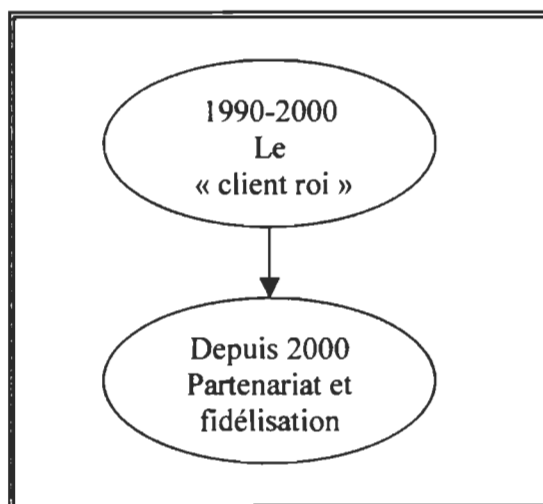 1990-2000
Le
« client roi »
Depuis 2000
Partenariat et
fidélisation